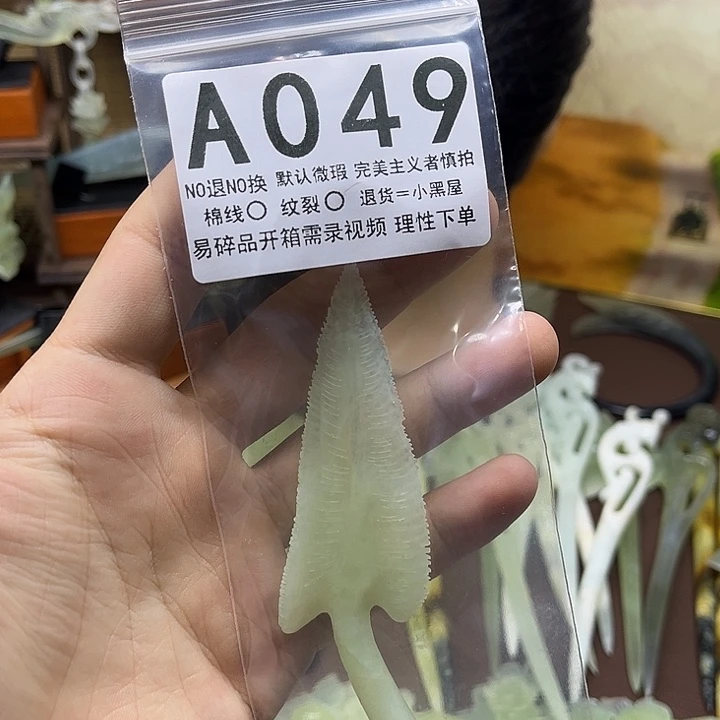 A049
NO退NO换 默认微瑕 完美主义者慎拍
棉线〇 纹裂〇 退货=小黑屋
易碎品开箱需录视频 理性下单